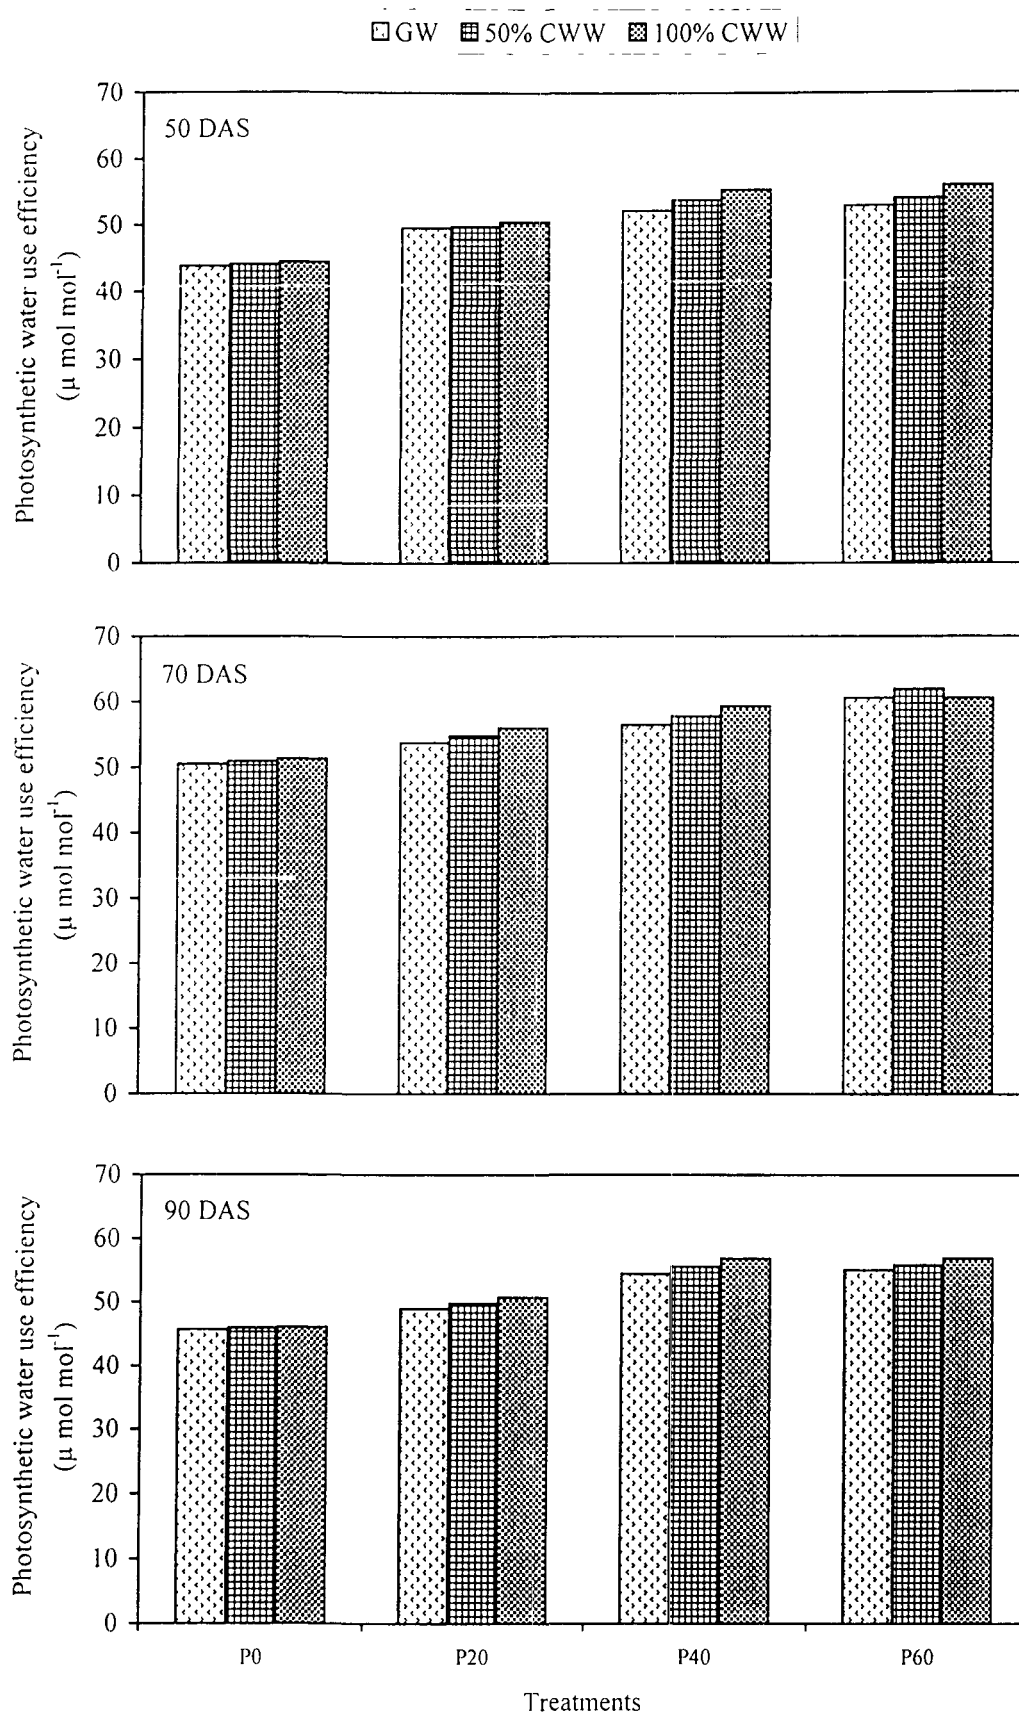 GW 50% CWW 100% CWW
70
60
50
40
30
20
10
0
50 DAS
Photosynthetic water use efficiency
(µ mol mol⁻¹)
70
60
50
40
30
20
10
0
70 DAS
Photosynthetic water use efficiency
(µ mol mol⁻¹)
70
60
50
40
30
20
10
0
90 DAS
Photosynthetic water use efficiency
(µ mol mol⁻¹)
P0 P20 P40 P60
Treatments